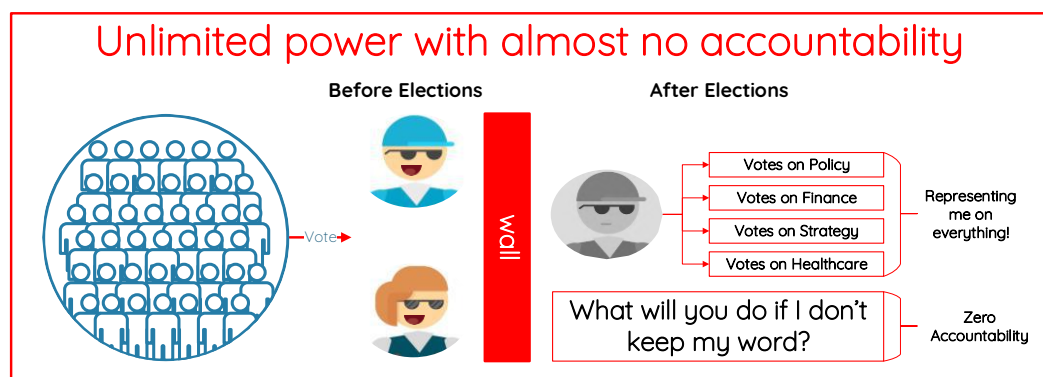 Unlimited power with almost no accountability
Before Elections
After Elections
Vote
wall
Votes on Policy
Votes on Finance
Votes on Strategy
Votes on Healthcare
Representing
me on
everything!
What will you do if I don't
keep my word?
Zero
Accountability